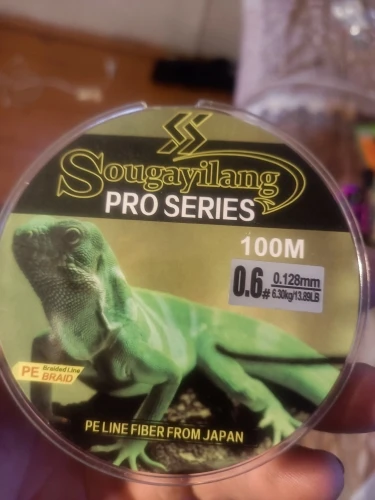 Sougayilang
PRO SERIES
100M
0.6# 0.128mm
6.30kg/13.89LB
PE Braided Line
BRAID
PE LINE FIBER FROM JAPAN